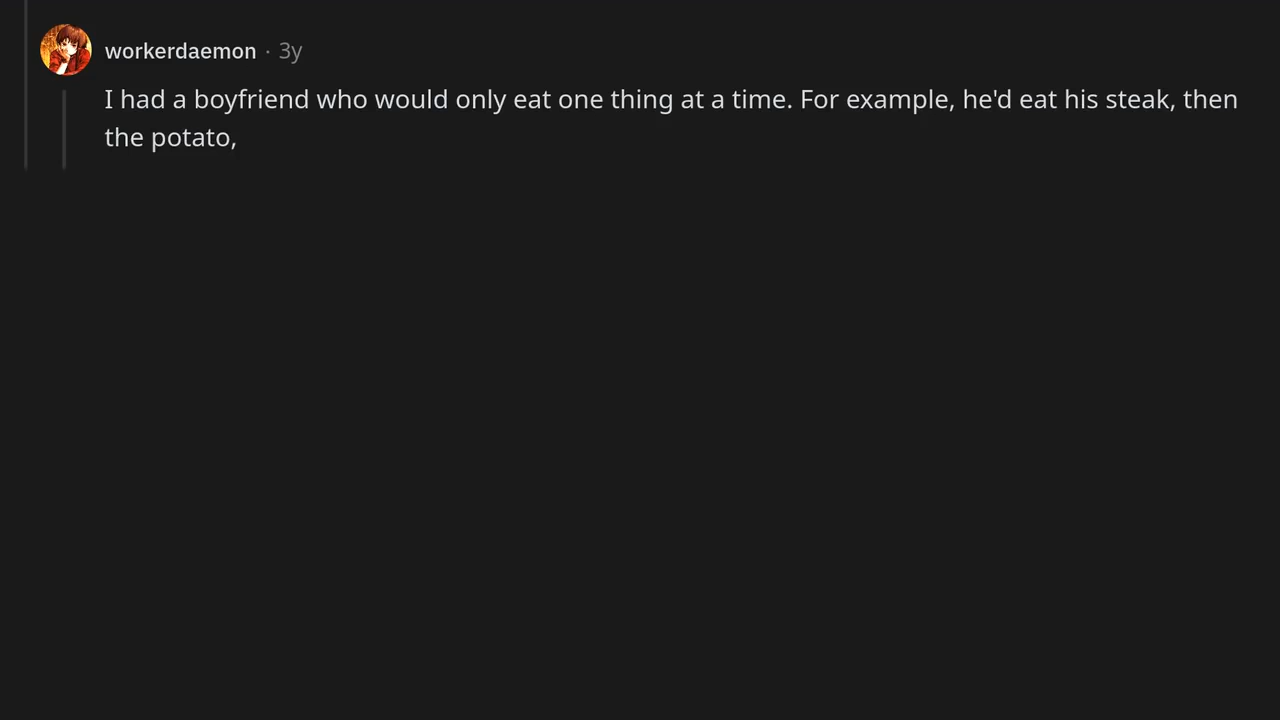 workerdaemon · 3y
I had a boyfriend who would only eat one thing at a time. For example, he'd eat his steak, then
the potato,